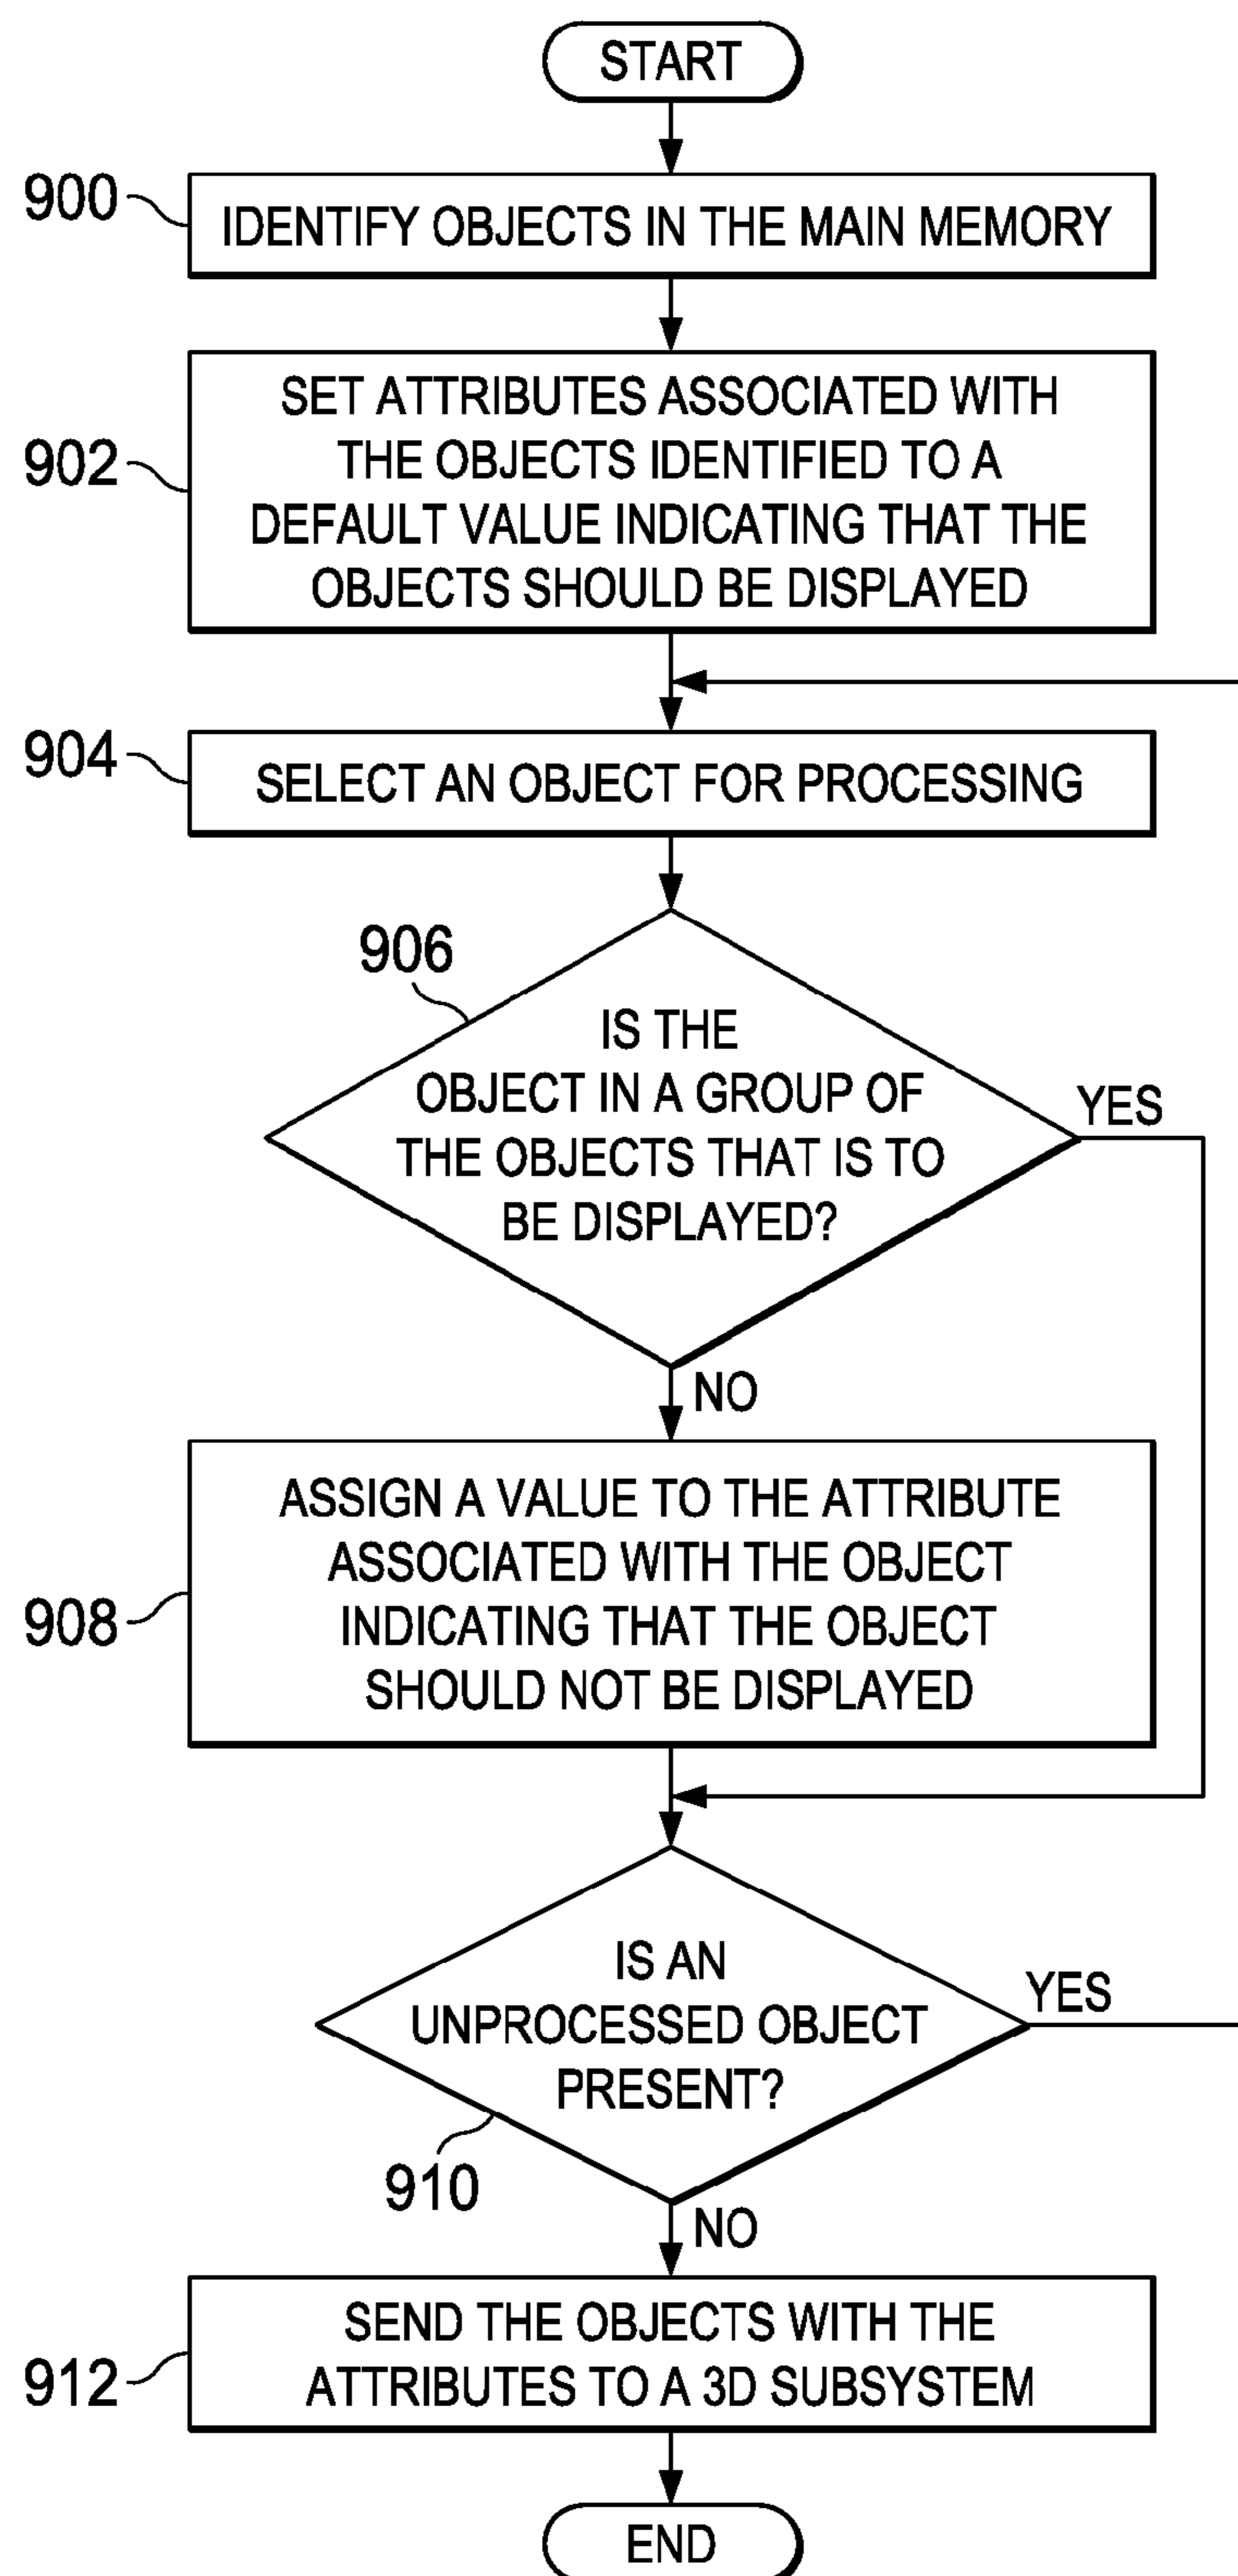 START
900
IDENTIFY OBJECTS IN THE MAIN MEMORY
902
SET ATTRIBUTES ASSOCIATED WITH
THE OBJECTS IDENTIFIED TO A
DEFAULT VALUE INDICATING THAT THE
OBJECTS SHOULD BE DISPLAYED
904
SELECT AN OBJECT FOR PROCESSING
906
IS THE
OBJECT IN A GROUP OF
THE OBJECTS THAT IS TO
BE DISPLAYED?
YES
NO
908
ASSIGN A VALUE TO THE ATTRIBUTE
ASSOCIATED WITH THE OBJECT
INDICATING THAT THE OBJECT
SHOULD NOT BE DISPLAYED
IS AN
UNPROCESSED OBJECT
PRESENT?
YES
910
NO
912
SEND THE OBJECTS WITH THE
ATTRIBUTES TO A 3D SUBSYSTEM
END